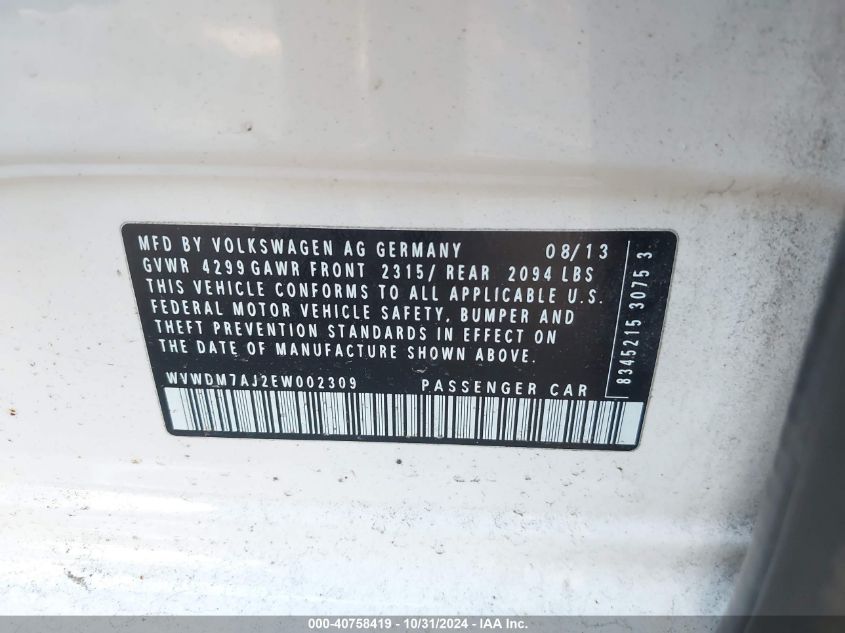 MFD BY VOLKSWAGEN AG GERMANY 08/13
GVWR 4299 GAWR FRONT 2315/ REAR 2094 LBS
THIS VEHICLE CONFORMS TO ALL APPLICABLE U.S.
FEDERAL MOTOR VEHICLE SAFETY, BUMPER AND
THEFT PREVENTION STANDARDS IN EFFECT ON
THE DATE OF MANUFACTURE SHOWN ABOVE.
WVWDM7AJ2EW002309 PASSENGER CAR
8345215 3075 3
000-40758419 - 10/31/2024 - IAA Inc.